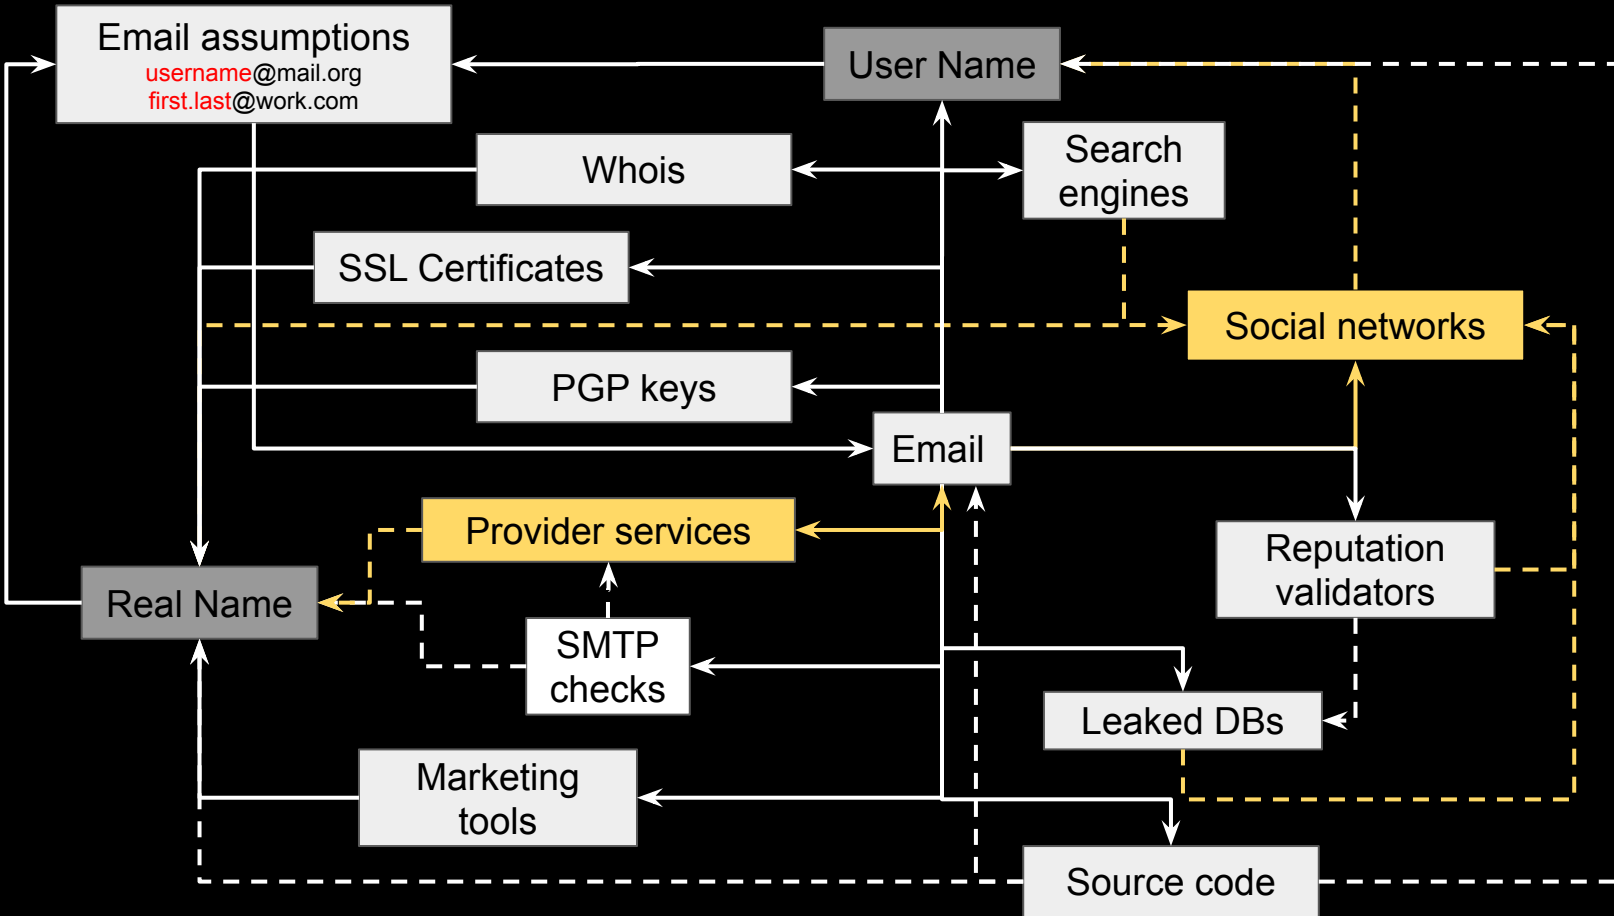 Email assumptions
username@mail.org
first.last@work.com
User Name
Whois
Search
engines
SSL Certificates
Social networks
PGP keys
Email
Provider services
Reputation
validators
Real Name
SMTP
checks
Leaked DBs
Marketing
tools
Source code